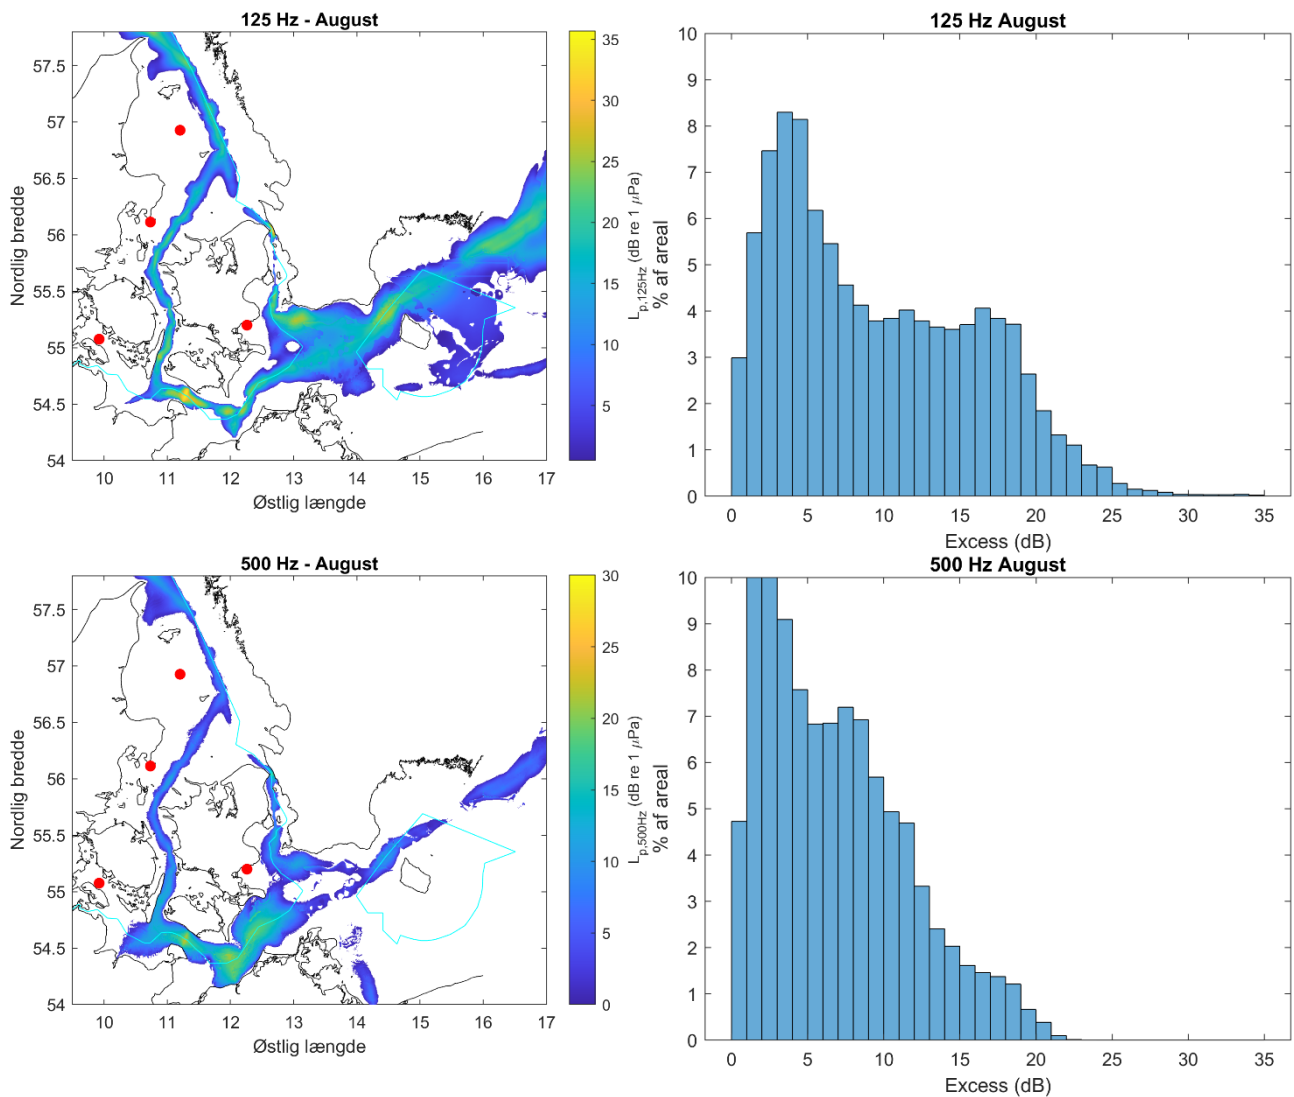 125 Hz - August
57.5
57
56.5
56
55.5
55
54.5
54
10 11 12 13 14 15 16 17
Nordlig bredde
Østlig længde
35
30
25
20
15
10
5
L_p,125Hz (dB re 1 μPa)
125 Hz August
10
9
8
7
6
5
4
3
2
1
0
0 5 10 15 20 25 30 35
% af areal
Excess (dB)
500 Hz - August
57.5
57
56.5
56
55.5
55
54.5
54
10 11 12 13 14 15 16 17
Nordlig bredde
Østlig længde
30
25
20
15
10
5
0
L_p,500Hz (dB re 1 μPa)
500 Hz August
10
9
8
7
6
5
4
3
2
1
0
0 5 10 15 20 25 30 35
% af areal
Excess (dB)